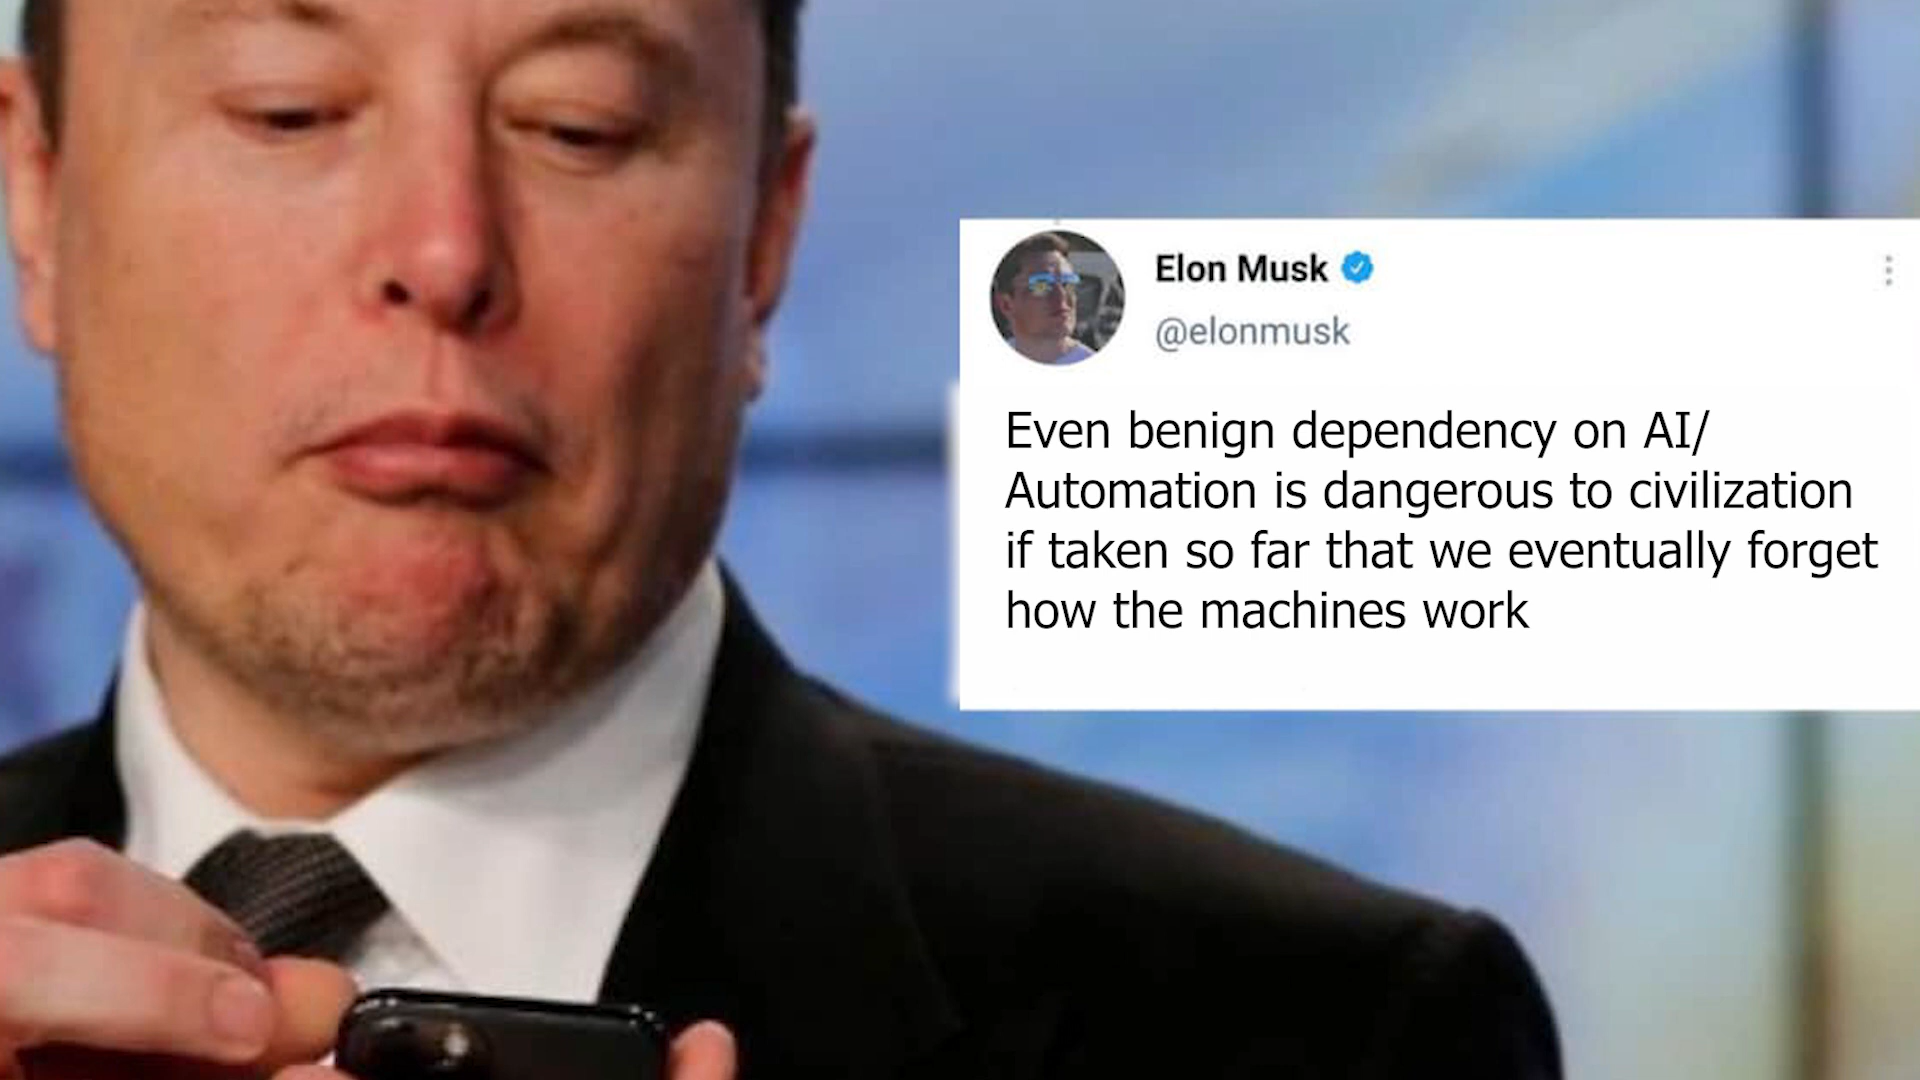 Elon Musk
@elonmusk
Even benign dependency on AI/
Automation is dangerous to civilization
if taken so far that we eventually forget
how the machines work